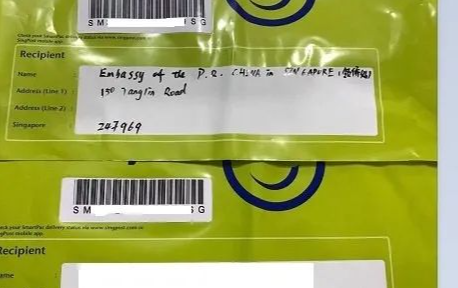 SM SG
Check your SmartPac delivery status via www.singpost.com or
SingPost mobile app.
Recipient
Name Embassy of the P.R. CHINA in SINGAPORE
Address (Line 1) 150 Tanglin Road
Address (Line 2)
Singapore 247969
SM SG
Check your SmartPac delivery status via www.singpost.com or
SingPost mobile app.
Recipient
Name